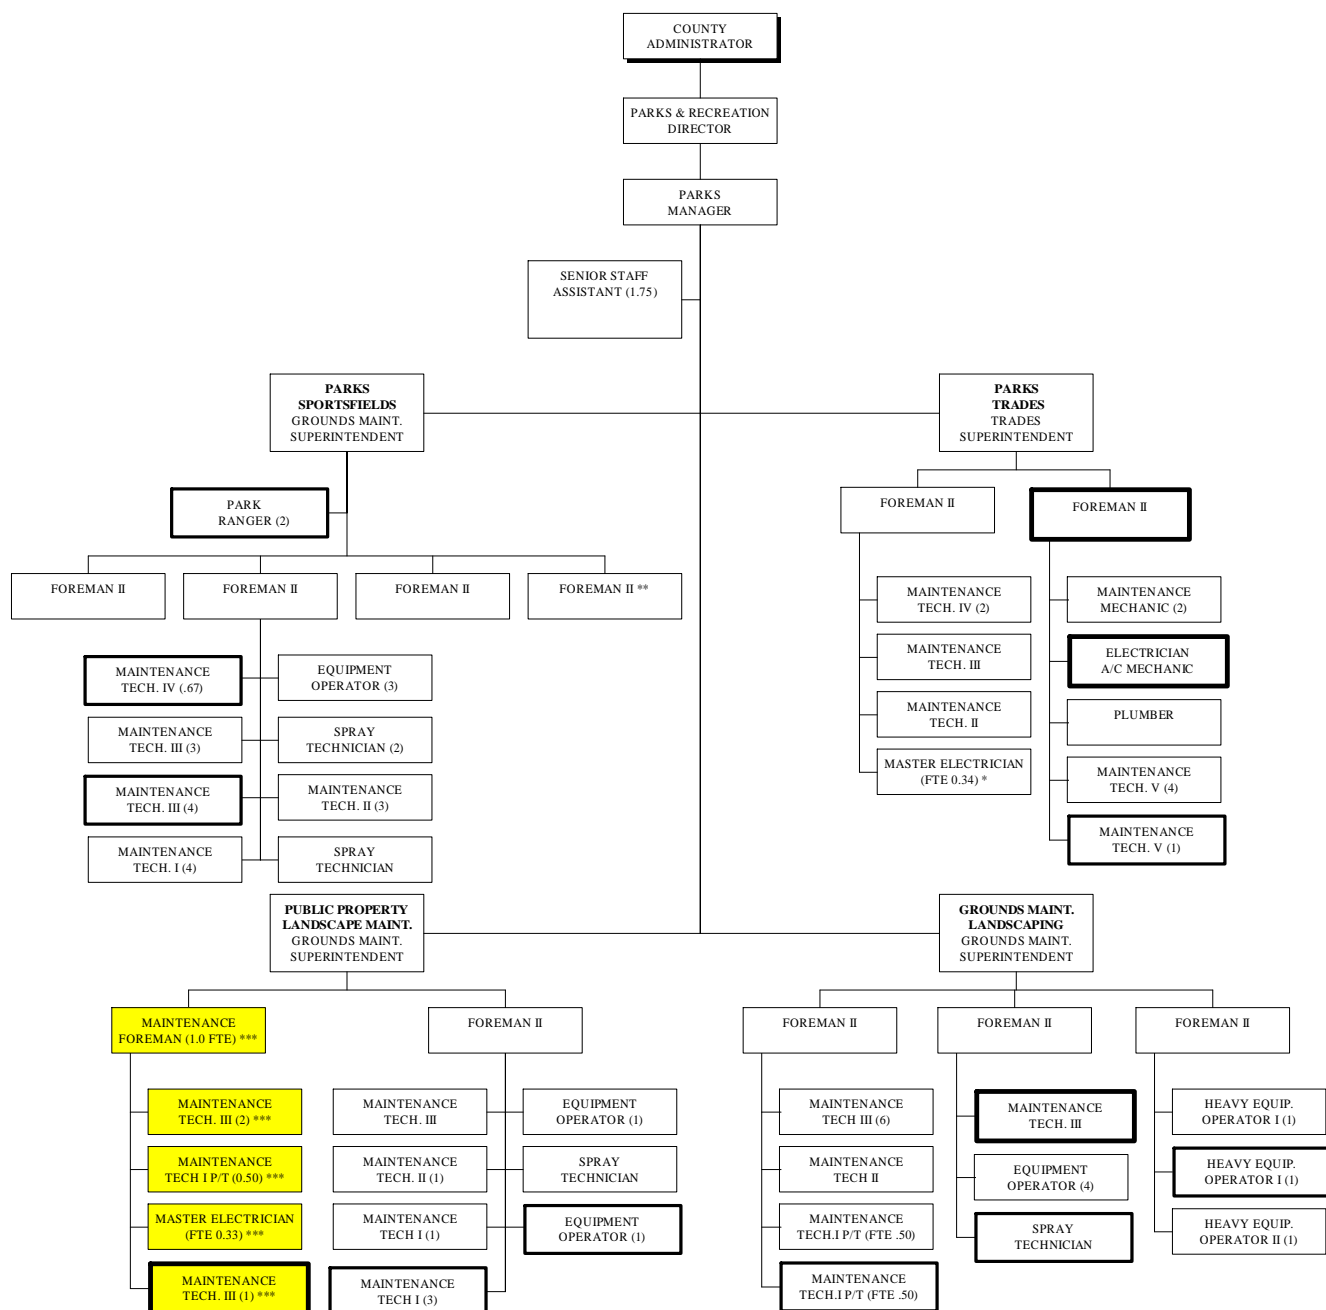 COUNTY
ADMINISTRATOR
PARKS & RECREATION
DIRECTOR
PARKS
MANAGER
SENIOR STAFF
ASSISTANT (1.75)
PARKS
SPORTSFIELDS
GROUNDS MAINT.
SUPERINTENDENT
PARKS
TRADES
TRADES
SUPERINTENDENT
PARK
RANGER (2)
FOREMAN II
FOREMAN II
FOREMAN II
FOREMAN II **
MAINTENANCE
TECH. IV (.67)
EQUIPMENT
OPERATOR (3)
MAINTENANCE
TECH. III (3)
SPRAY
TECHNICIAN (2)
MAINTENANCE
TECH. III (4)
MAINTENANCE
TECH. II (3)
MAINTENANCE
TECH. I (4)
SPRAY
TECHNICIAN
FOREMAN II
FOREMAN II
MAINTENANCE
TECH. IV (2)
MAINTENANCE
TECH. III
MAINTENANCE
TECH. II
MASTER ELECTRICIAN
(FTE 0.34) *
MAINTENANCE
MECHANIC (2)
ELECTRICIAN
A/C MECHANIC
PLUMBER
MAINTENANCE
TECH. V (4)
MAINTENANCE
TECH. V (1)
PUBLIC PROPERTY
LANDSCAPE MAINT.
GROUNDS MAINT.
SUPERINTENDENT
GROUNDS MAINT.
LANDSCAPING
GROUNDS MAINT.
SUPERINTENDENT
MAINTENANCE
FOREMAN (1.0 FTE) ***
FOREMAN II
MAINTENANCE
TECH. III (2) ***
MAINTENANCE
TECH I P/T (0.50) ***
MASTER ELECTRICIAN
(FTE 0.33) ***
MAINTENANCE
TECH. III (1) ***
MAINTENANCE
TECH. III
EQUIPMENT
OPERATOR (1)
MAINTENANCE
TECH. II (1)
SPRAY
TECHNICIAN
MAINTENANCE
TECH I (1)
EQUIPMENT
OPERATOR (1)
MAINTENANCE
TECH I (3)
FOREMAN II
FOREMAN II
FOREMAN II
MAINTENANCE
TECH III (6)
MAINTENANCE
TECH II
MAINTENANCE
TECH.I P/T (FTE .50)
MAINTENANCE
TECH.I P/T (FTE .50)
MAINTENANCE
TECH. III
EQUIPMENT
OPERATOR (4)
SPRAY
TECHNICIAN
HEAVY EQUIP.
OPERATOR I (1)
HEAVY EQUIP.
OPERATOR I (1)
HEAVY EQUIP.
OPERATOR II (1)